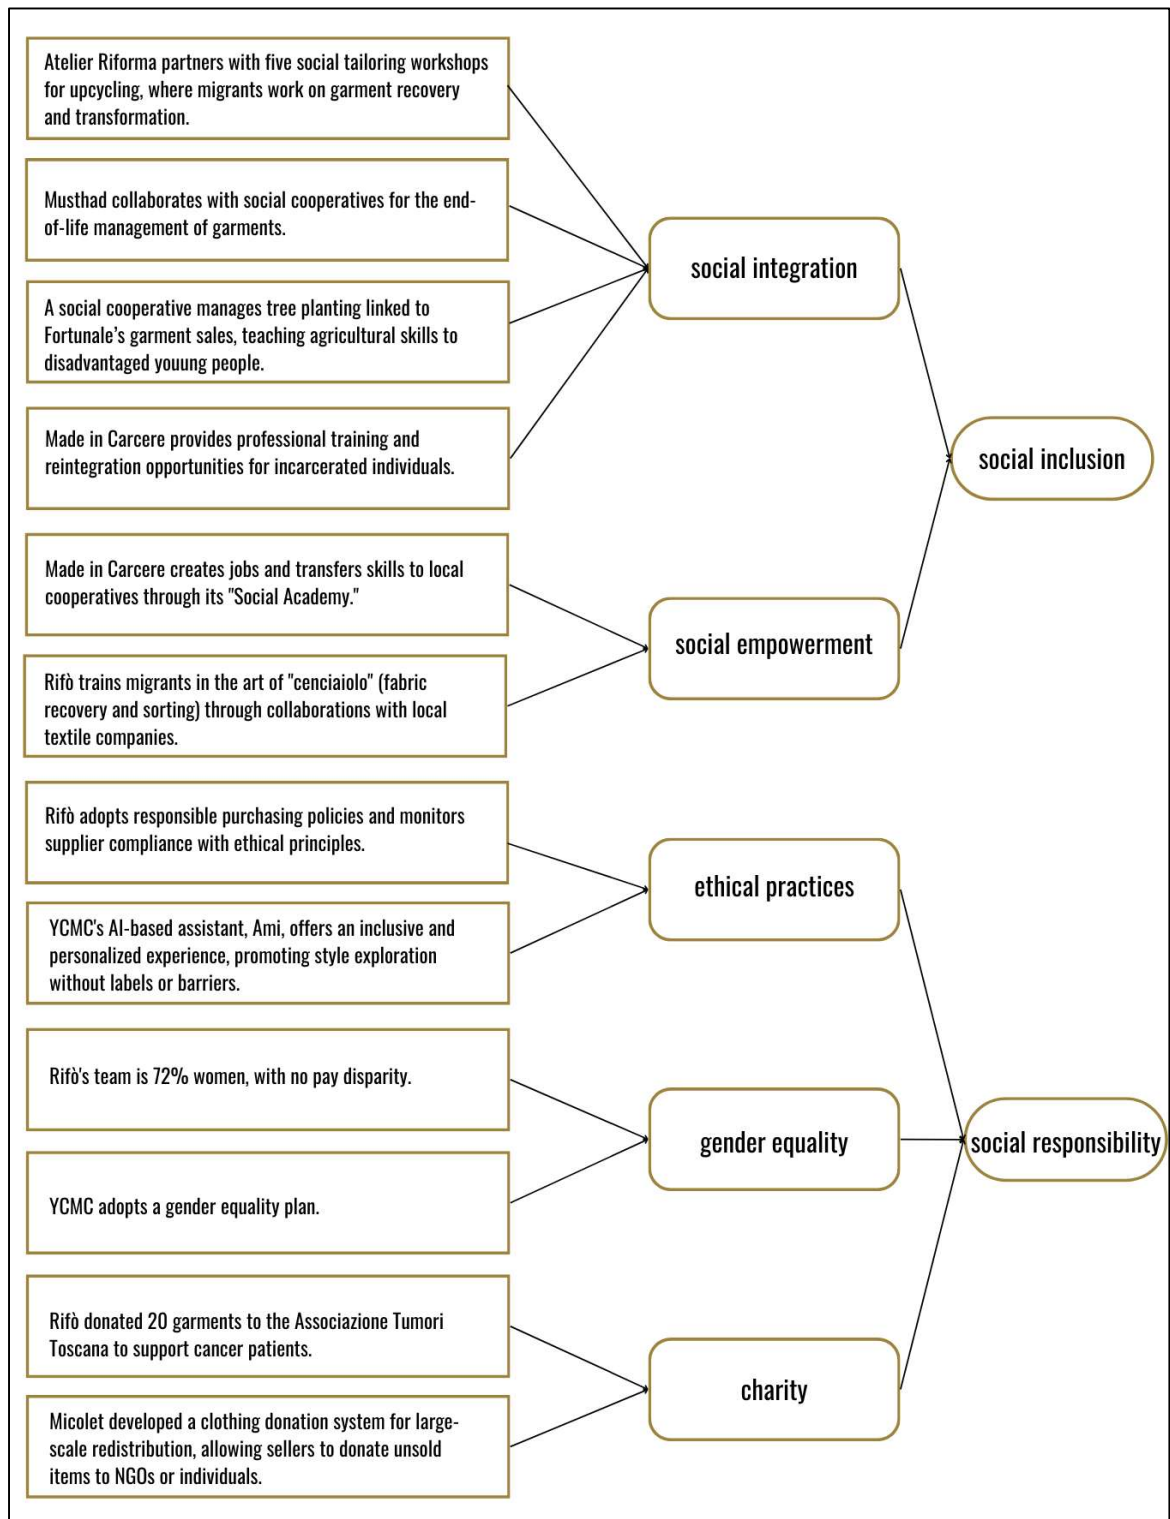 Atelier Riforma partners with five social tailoring workshops
for upcycling, where migrants work on garment recovery
and transformation.
Musthad collaborates with social cooperatives for the end-
of-life management of garments.
A social cooperative manages tree planting linked to
Fortunale’s garment sales, teaching agricultural skills to
disadvantaged yooung people.
Made in Carcere provides professional training and
reintegration opportunities for incarcerated individuals.
social integration
Made in Carcere creates jobs and transfers skills to local
cooperatives through its "Social Academy."
Rifò trains migrants in the art of "cenciaiolo" (fabric
recovery and sorting) through collaborations with local
textile companies.
social empowerment
social inclusion
Rifò adopts responsible purchasing policies and monitors
supplier compliance with ethical principles.
YCMC's AI-based assistant, Ami, offers an inclusive and
personalized experience, promoting style exploration
without labels or barriers.
ethical practices
Rifò's team is 72% women, with no pay disparity.
YCMC adopts a gender equality plan.
gender equality
Rifò donated 20 garments to the Associazione Tumori
Toscana to support cancer patients.
Micolet developed a clothing donation system for large-
scale redistribution, allowing sellers to donate unsold
items to NGOs or individuals.
charity
social responsibility